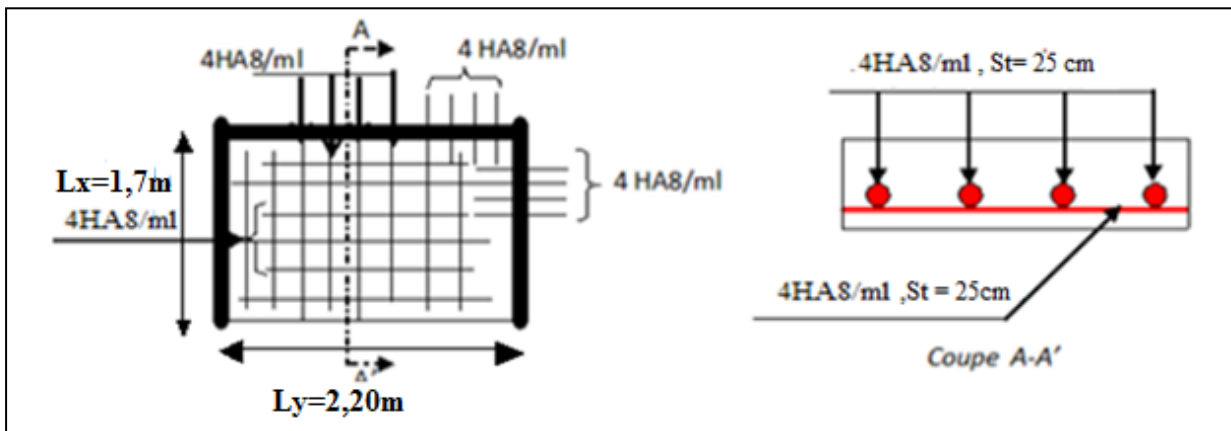 A
4HA8/ml
4 HA8/ml
Lx=1,7m
4HA8/ml
4 HA8/ml
A'
Ly=2,20m
.4HA8/ml , St= 25 cm
4HA8/ml ,St = 25cm
Coupe A-A'